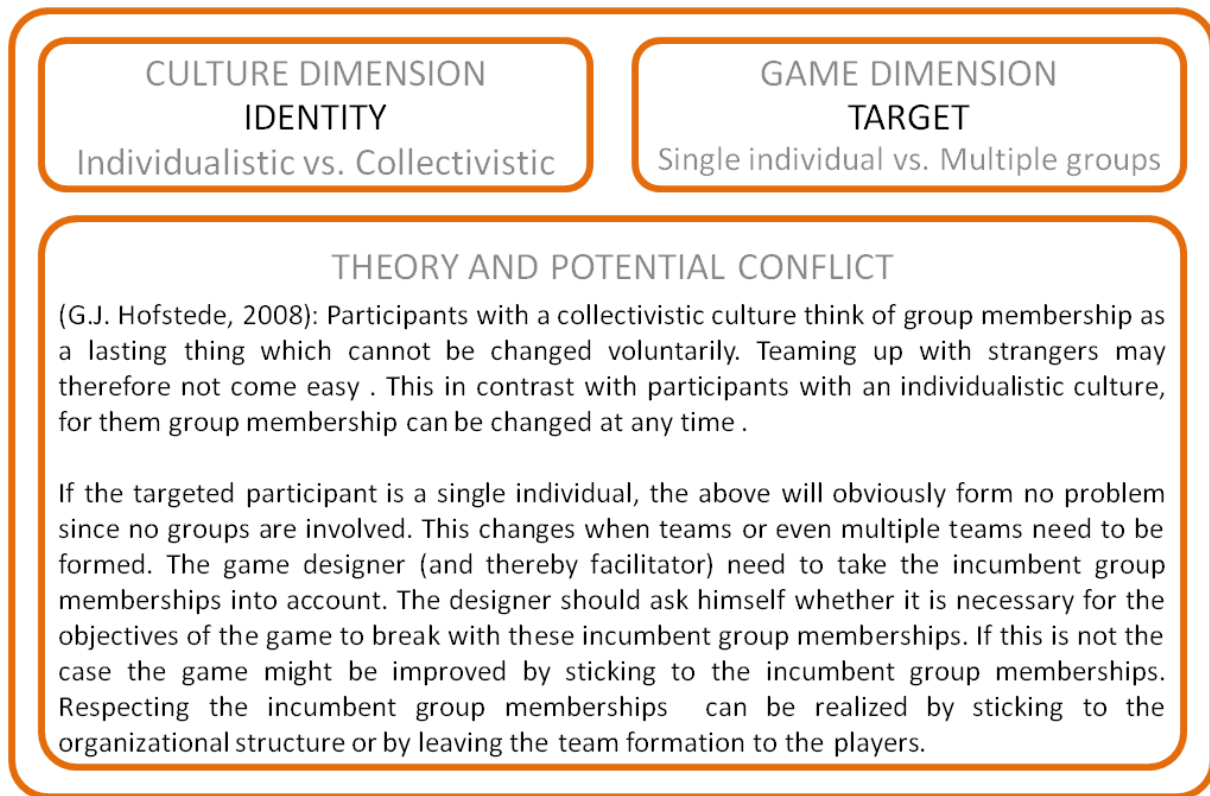 CULTURE DIMENSION
IDENTITY
Individualistic vs. Collectivistic
GAME DIMENSION
TARGET
Single individual vs. Multiple groups
THEORY AND POTENTIAL CONFLICT
(G.J. Hofstede, 2008): Participants with a collectivistic culture think of group membership as
a lasting thing which cannot be changed voluntarily. Teaming up with strangers may
therefore not come easy . This in contrast with participants with an individualistic culture,
for them group membership can be changed at any time .
If the targeted participant is a single individual, the above will obviously form no problem
since no groups are involved. This changes when teams or even multiple teams need to be
formed. The game designer (and thereby facilitator) need to take the incumbent group
memberships into account. The designer should ask himself whether it is necessary for the
objectives of the game to break with these incumbent group memberships. If this is not the
case the game might be improved by sticking to the incumbent group memberships.
Respecting the incumbent group memberships can be realized by sticking to the
organizational structure or by leaving the team formation to the players.